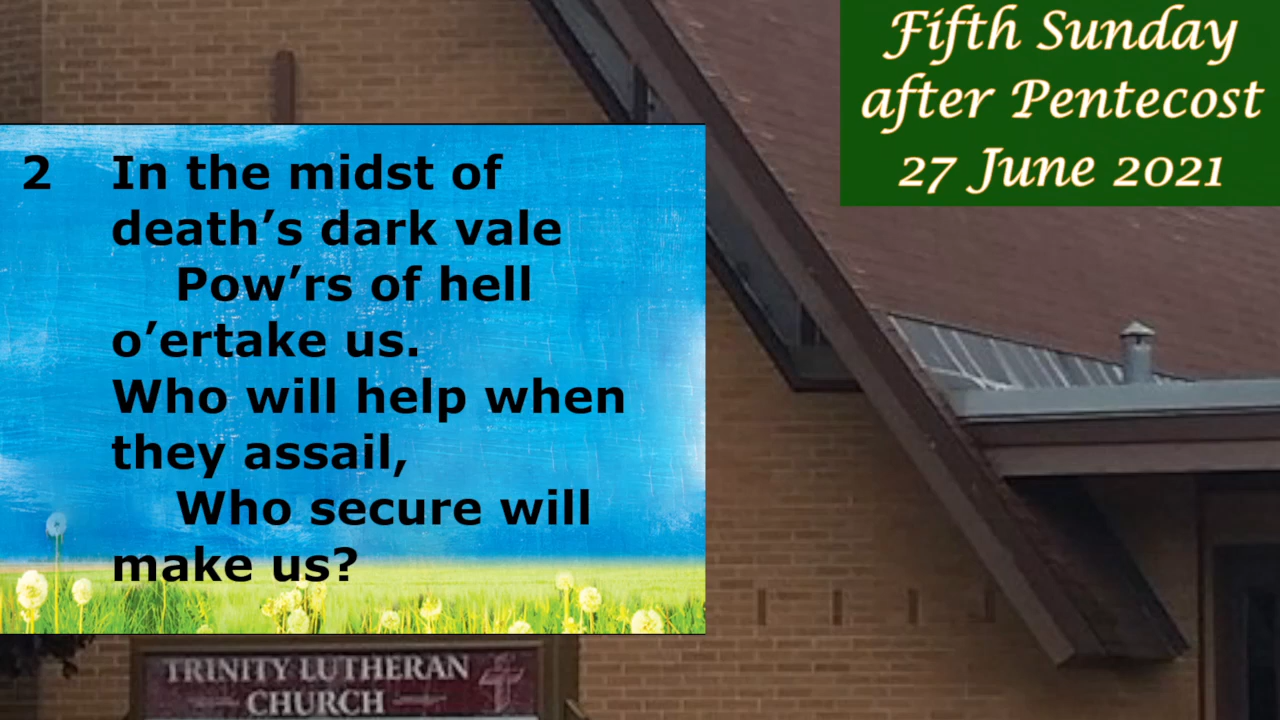 Fifth Sunday
after Pentecost
27 June 2021
2 In the midst of
death’s dark vale
Pow’rs of hell
o’ertake us.
Who will help when
they assail,
Who secure will
make us?
TRINITY LUTHERAN
CHURCH